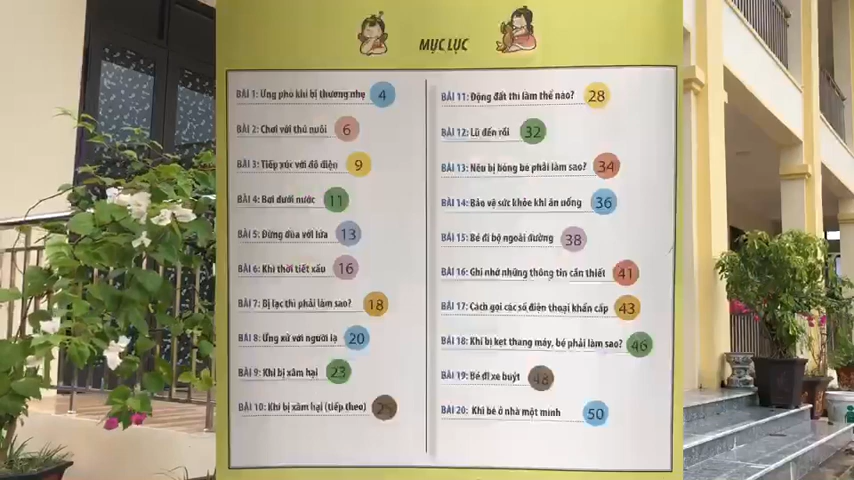 MỤC LỤC
BÀI 1: Ứng phó khi bị thương nhẹ 4
BÀI 2: Chơi với thú nuôi 6
BÀI 3: Tiếp xúc với đồ điện 9
BÀI 4: Bơi dưới nước 11
BÀI 5: Đừng đùa với lửa 13
BÀI 6: Khi thời tiết xấu 16
BÀI 7: Bị lạc thì phải làm sao? 18
BÀI 8: Ứng xử với người lạ 20
BÀI 9: Khi bị xâm hại 23
BÀI 10: Khi bị xâm hại (tiếp theo) 25
BÀI 11: Động đất thì làm thế nào? 28
BÀI 12: Lũ đến rồi 32
BÀI 13: Nếu bị bỏng bé phải làm sao? 34
BÀI 14: Bảo vệ sức khỏe khi ăn uống 36
BÀI 15: Bé đi bộ ngoài đường 38
BÀI 16: Ghi nhớ những thông tin cần thiết 41
BÀI 17: Cách gọi các số điện thoại khẩn cấp 43
BÀI 18: Khi bị kẹt thang máy, bé phải làm sao? 46
BÀI 19: Bé đi xe buýt 48
BÀI 20: Khi bé ở nhà một mình 50